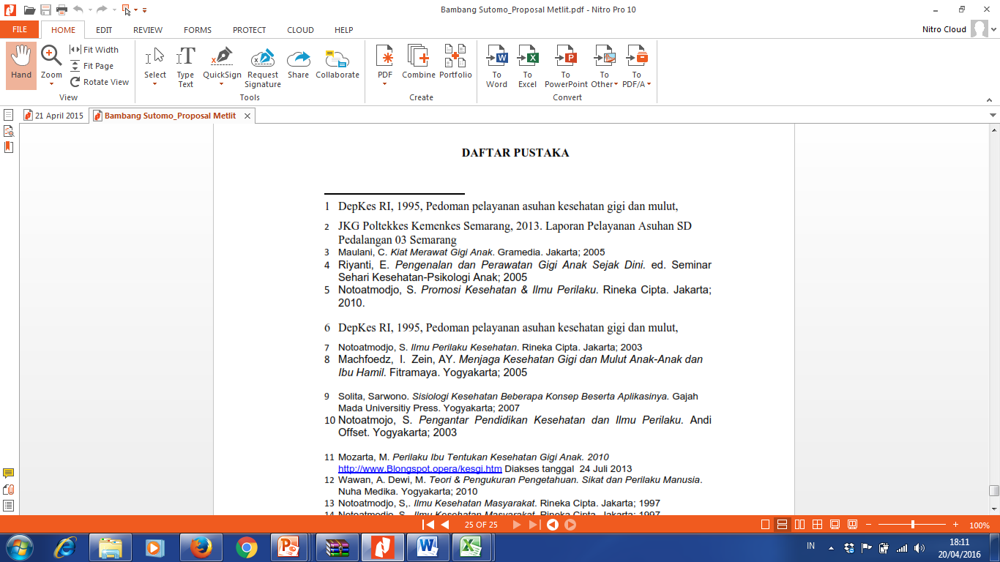 Bambang Sutomo_Proposal Metlit.pdf - Nitro Pro 10
FILE HOME EDIT REVIEW FORMS PROTECT CLOUD HELP Nitro Cloud
Hand
Zoom
Fit Width
Fit Page
Rotate View
View
Select
Type Text
QuickSign
Request Signature
Share
Collaborate
Tools
PDF
Combine
Portfolio
Create
To Word
To Excel
To PowerPoint
To Other
To PDF/A
Convert
21 April 2015
Bambang Sutomo_Proposal Metlit
DAFTAR PUSTAKA
1 DepKes RI, 1995, Pedoman pelayanan asuhan kesehatan gigi dan mulut,
2 JKG Poltekkes Kemenkes Semarang, 2013. Laporan Pelayanan Asuhan SD
Pedalangan 03 Semarang
3 Maulani, C. Kiat Merawat Gigi Anak. Gramedia. Jakarta; 2005
4 Riyanti, E. Pengenalan dan Perawatan Gigi Anak Sejak Dini. ed. Seminar
Sehari Kesehatan-Psikologi Anak; 2005
5 Notoatmodjo, S. Promosi Kesehatan & Ilmu Perilaku. Rineka Cipta. Jakarta;
2010.
6 DepKes RI, 1995, Pedoman pelayanan asuhan kesehatan gigi dan mulut,
7 Notoatmodjo, S. Ilmu Perilaku Kesehatan. Rineka Cipta. Jakarta; 2003
8 Machfoedz, I. Zein, AY. Menjaga Kesehatan Gigi dan Mulut Anak-Anak dan
Ibu Hamil. Fitramaya. Yogyakarta; 2005
9 Solita, Sarwono. Sisiologi Kesehatan Beberapa Konsep Beserta Aplikasinya. Gajah
Mada Universitiy Press. Yogyakarta; 2007
10 Notoatmojo, S. Pengantar Pendidikan Kesehatan dan Ilmu Perilaku. Andi
Offset. Yogyakarta; 2003
11 Mozarta, M. Perilaku Ibu Tentukan Kesehatan Gigi Anak. 2010
http://www.Blongspot.opera/kesgi.htm Diakses tanggal 24 Juli 2013
12 Wawan, A. Dewi, M. Teori & Pengukuran Pengetahuan. Sikat dan Perilaku Manusia.
Nuha Medika. Yogyakarta; 2010
13 Notoatmodjo, S,. Ilmu Kesehatan Masyarakat. Rineka Cipta. Jakarta; 1997
14 Notoatmodjo, S. Ilmu Kesehatan Masyarakat. Rineka Cipta. Jakarta; 1997
25 OF 25
100%
IN
18:11
20/04/2016